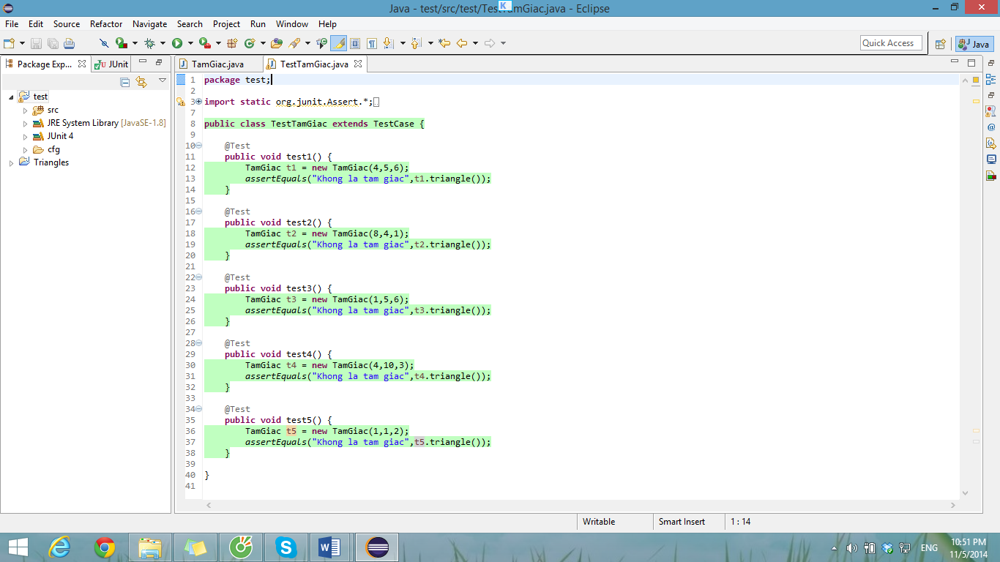 Java - test/src/test/TestTamGiac.java - Eclipse
K
File Edit Source Refactor Navigate Search Project Run Window Help
Quick Access
Java
Package Exp...
JUnit
TamGiac.java
TestTamGiac.java
test
src
JRE System Library [JavaSE-1.8]
JUnit 4
cfg
Triangles
1 package test;
2
3 import static org.junit.Assert.*;
7
8 public class TestTamGiac extends TestCase {
9
10 @Test
11 public void test1() {
12 TamGiac t1 = new TamGiac(4,5,6);
13 assertEquals("Khong la tam giac",t1.triangle());
14 }
15
16 @Test
17 public void test2() {
18 TamGiac t2 = new TamGiac(8,4,1);
19 assertEquals("Khong la tam giac",t2.triangle());
20 }
21
22 @Test
23 public void test3() {
24 TamGiac t3 = new TamGiac(1,5,6);
25 assertEquals("Khong la tam giac",t3.triangle());
26 }
27
28 @Test
29 public void test4() {
30 TamGiac t4 = new TamGiac(4,10,3);
31 assertEquals("Khong la tam giac",t4.triangle());
32 }
33
34 @Test
35 public void test5() {
36 TamGiac t5 = new TamGiac(1,1,2);
37 assertEquals("Khong la tam giac",t5.triangle());
38 }
39
40 }
41
Writable
Smart Insert
1 : 14
ENG
10:51 PM
11/5/2014